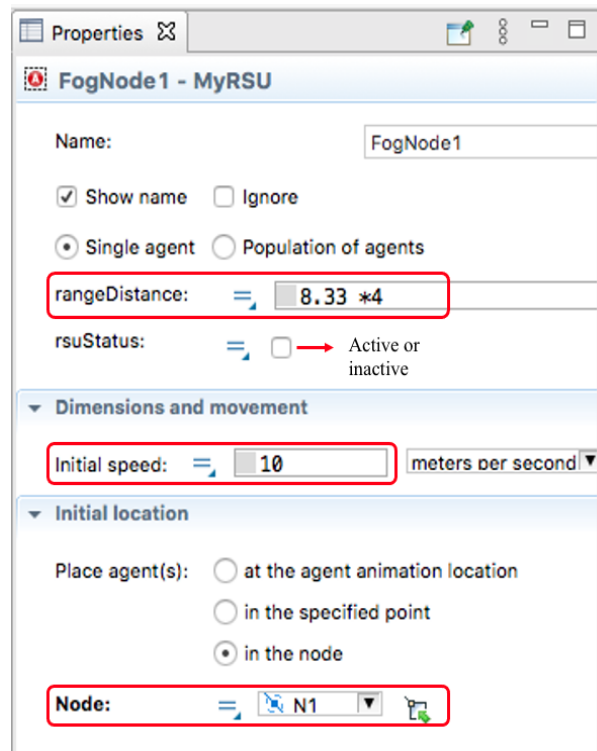 Properties
FogNode1 - MyRSU
Name: FogNode1
Show name Ignore
Single agent Population of agents
rangeDistance: = 8.33 *4
rsuStatus: = Active or
inactive
Dimensions and movement
Initial speed: = 10 meters per second
Initial location
Place agent(s): at the agent animation location
in the specified point
in the node
Node: = N1